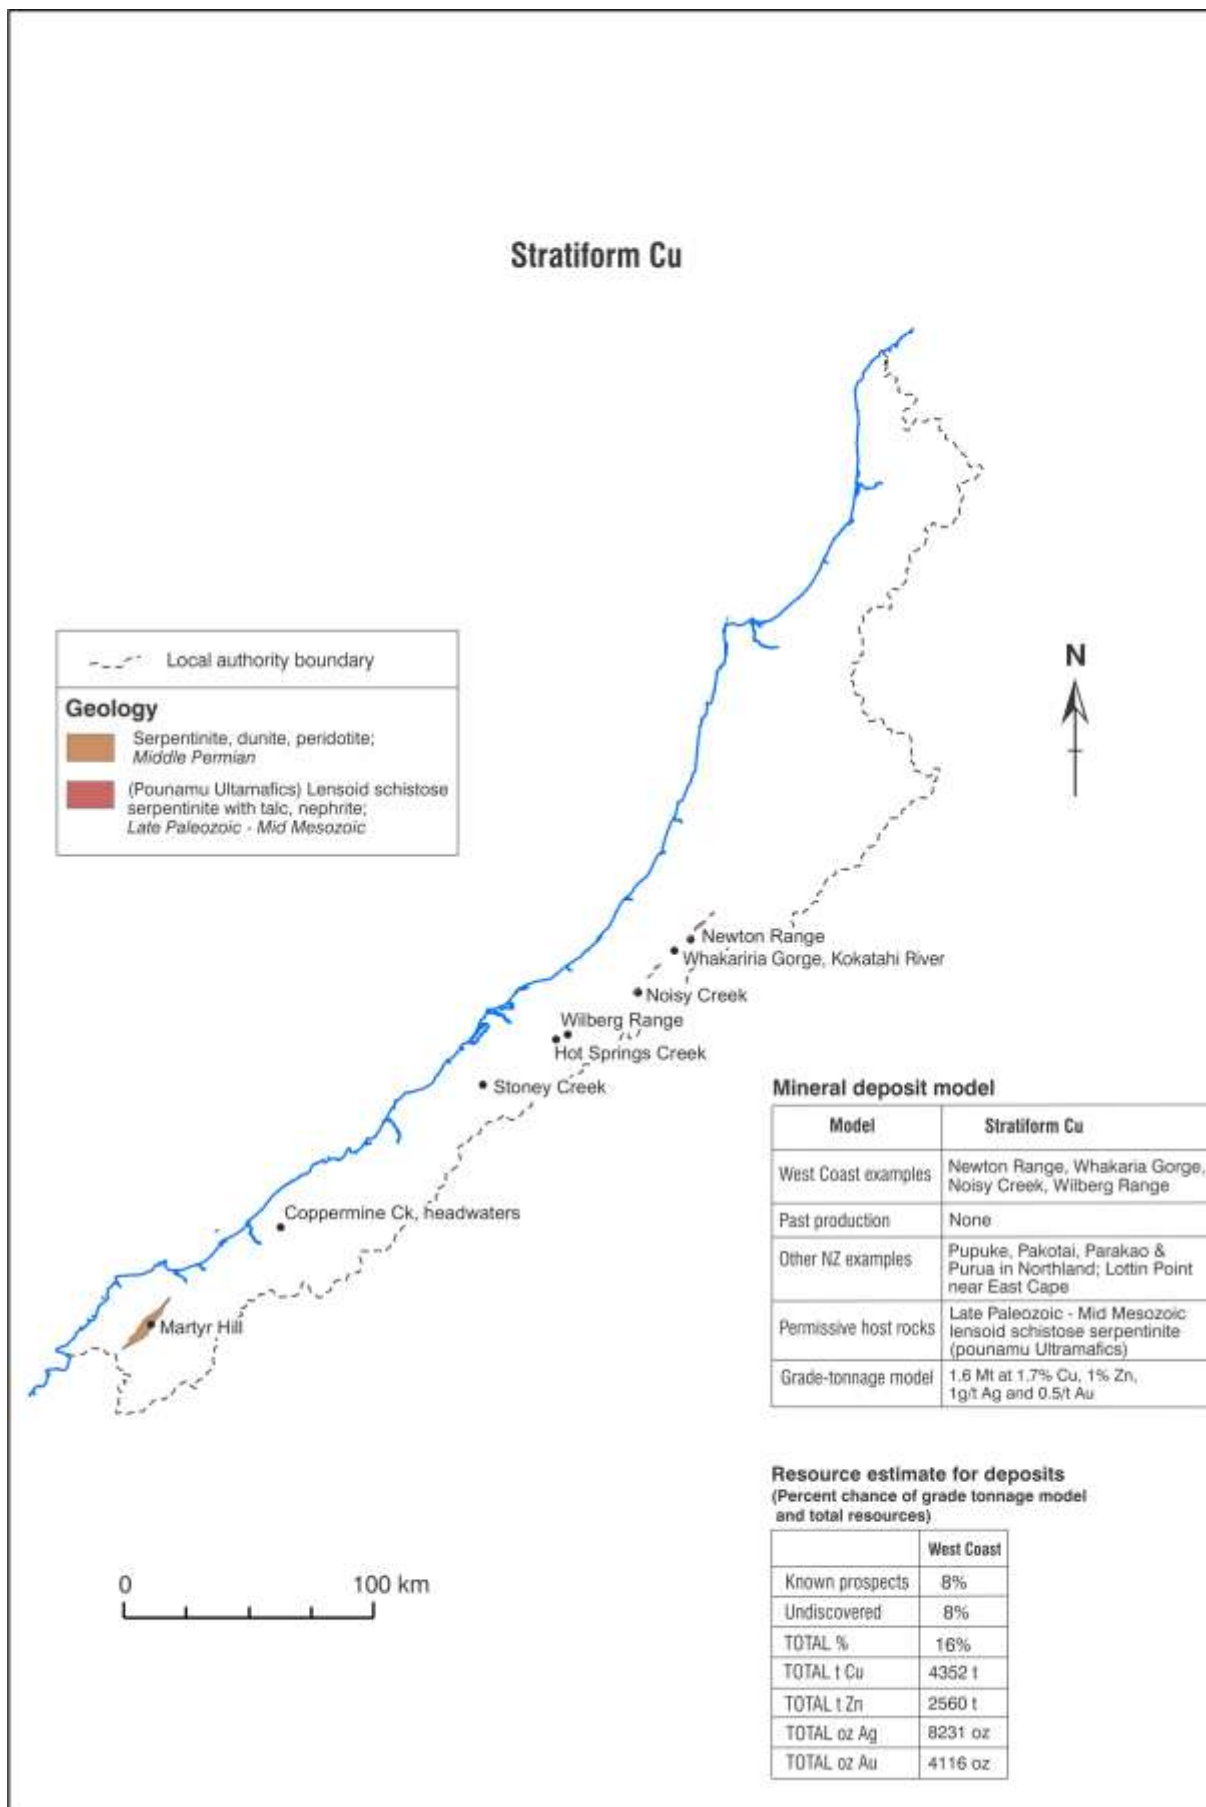 Stratiform Cu
Local authority boundary
Geology
Serpentinite, dunite, peridotite;
Middle Permian
(Pounamu Ultamafics) Lensoid schistose
serpentinite with talc, nephrite;
Late Paleozoic - Mid Mesozoic
N
Newton Range
Whakariria Gorge, Kokatahi River
Noisy Creek
Wilberg Range
Hot Springs Creek
Stoney Creek
Coppermine Ck, headwaters
Martyr Hill
0 100 km
Mineral deposit model
Model Stratiform Cu
West Coast examples Newton Range, Whakaria Gorge,
Noisy Creek, Wilberg Range
Past production None
Other NZ examples Pupuke, Pakotai, Parakao &
Purua in Northland; Lottin Point
near East Cape
Permissive host rocks Late Paleozoic - Mid Mesozoic
lensoid schistose serpentinite
(pounamu Ultramafics)
Grade-tonnage model 1.6 Mt at 1.7% Cu, 1% Zn,
1g/t Ag and 0.5/t Au
Resource estimate for deposits
(Percent chance of grade tonnage model
and total resources)
West Coast
Known prospects 8%
Undiscovered 8%
TOTAL % 16%
TOTAL t Cu 4352 t
TOTAL t Zn 2560 t
TOTAL oz Ag 8231 oz
TOTAL oz Au 4116 oz